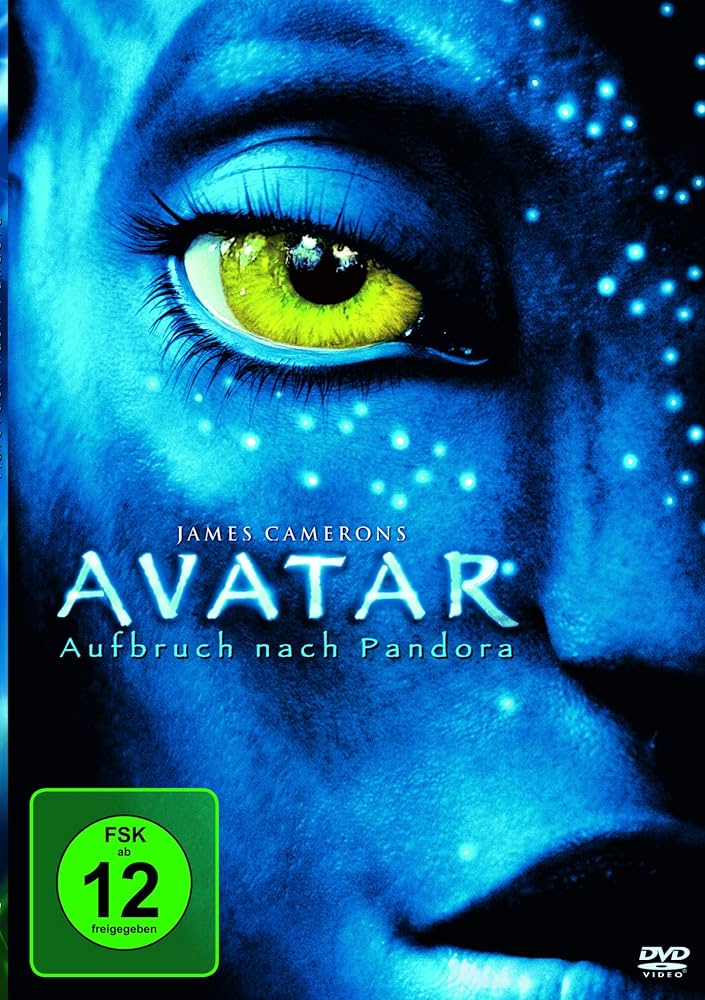 JAMES CAMERONS
AVATAR
Aufbruch nach Pandora
FSK
ab
12
freigegeben
DVD
VIDEO